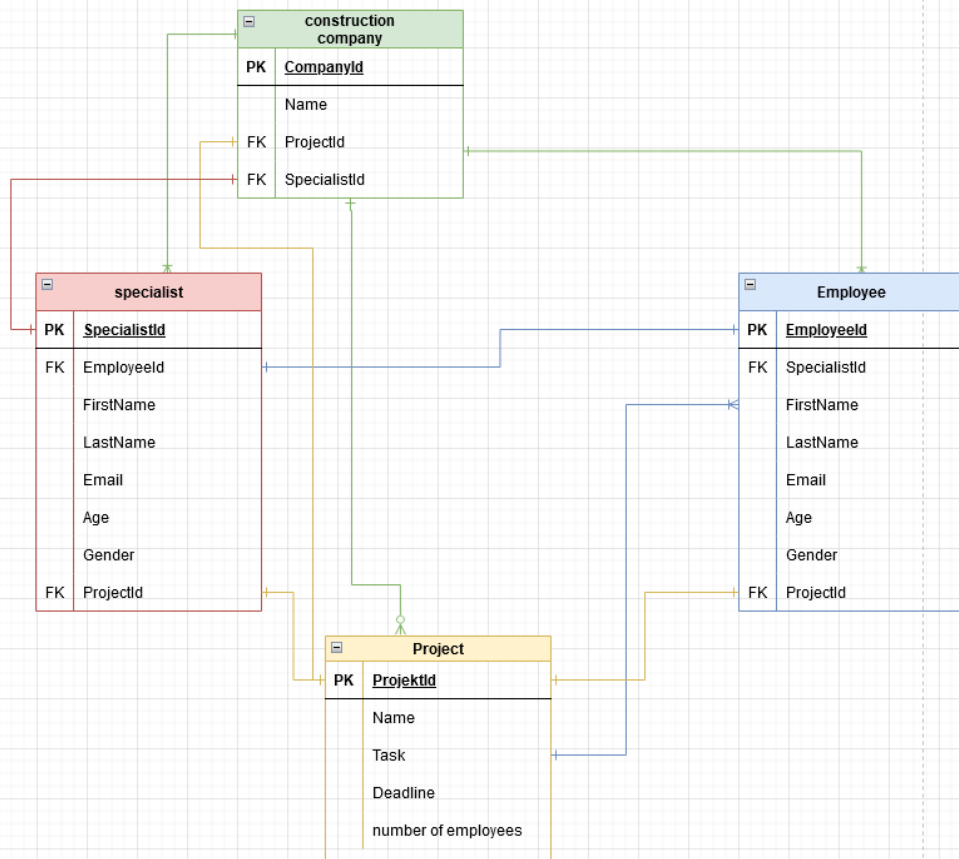 construction
company
PK CompanyId
Name
FK ProjectId
FK SpecialistId
specialist
PK SpecialistId
FK EmployeeId
FirstName
LastName
Email
Age
Gender
FK ProjectId
Employee
PK EmployeeId
FK SpecialistId
FirstName
LastName
Email
Age
Gender
FK ProjectId
Project
PK ProjektId
Name
Task
Deadline
number of employees